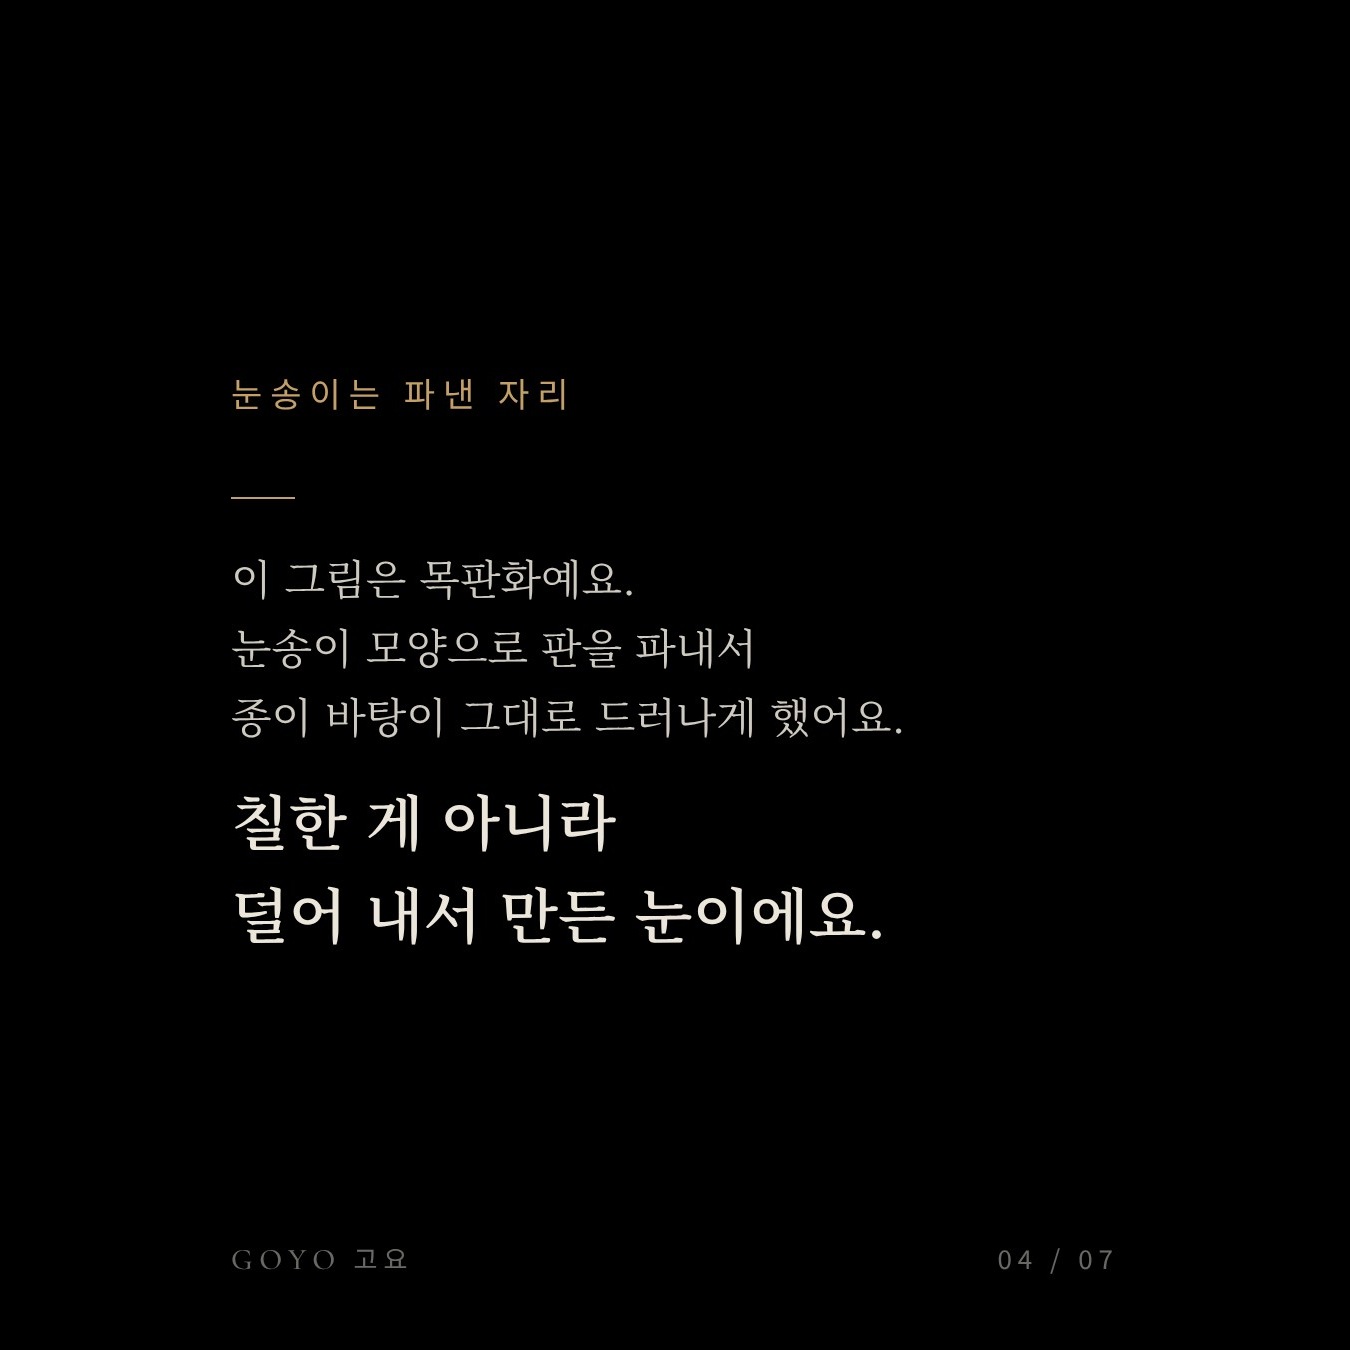 눈송이는 파낸 자리
이 그림은 목판화예요.
눈송이 모양으로 판을 파내서
종이 바탕이 그대로 드러나게 했어요.
칠한 게 아니라
덜어 내서 만든 눈이에요.
GOYO 고요
04 / 07